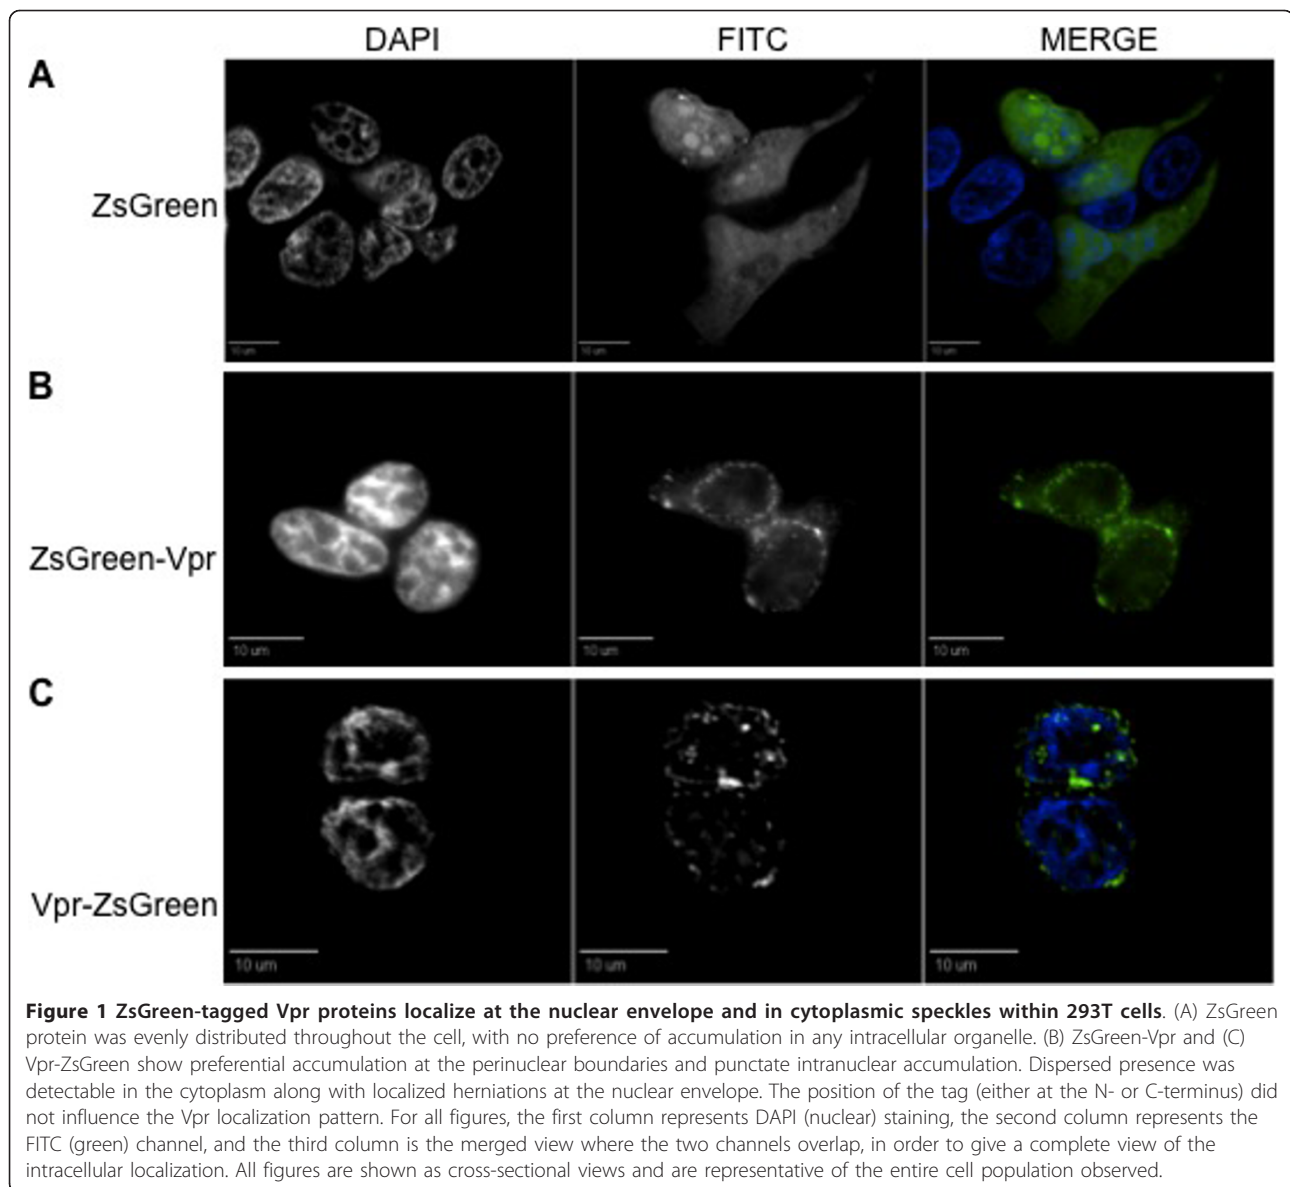 DAPI FITC MERGE
A
ZsGreen
10 um 10 um 10 um
B
ZsGreen-Vpr
10 um 10 um 10 um
C
Vpr-ZsGreen
10 um 10 um 10 um
Figure 1 ZsGreen-tagged Vpr proteins localize at the nuclear envelope and in cytoplasmic speckles within 293T cells. (A) ZsGreen
protein was evenly distributed throughout the cell, with no preference of accumulation in any intracellular organelle. (B) ZsGreen-Vpr and (C)
Vpr-ZsGreen show preferential accumulation at the perinuclear boundaries and punctate intranuclear accumulation. Dispersed presence was
detectable in the cytoplasm along with localized herniations at the nuclear envelope. The position of the tag (either at the N- or C-terminus) did
not influence the Vpr localization pattern. For all figures, the first column represents DAPI (nuclear) staining, the second column represents the
FITC (green) channel, and the third column is the merged view where the two channels overlap, in order to give a complete view of the
intracellular localization. All figures are shown as cross-sectional views and are representative of the entire cell population observed.